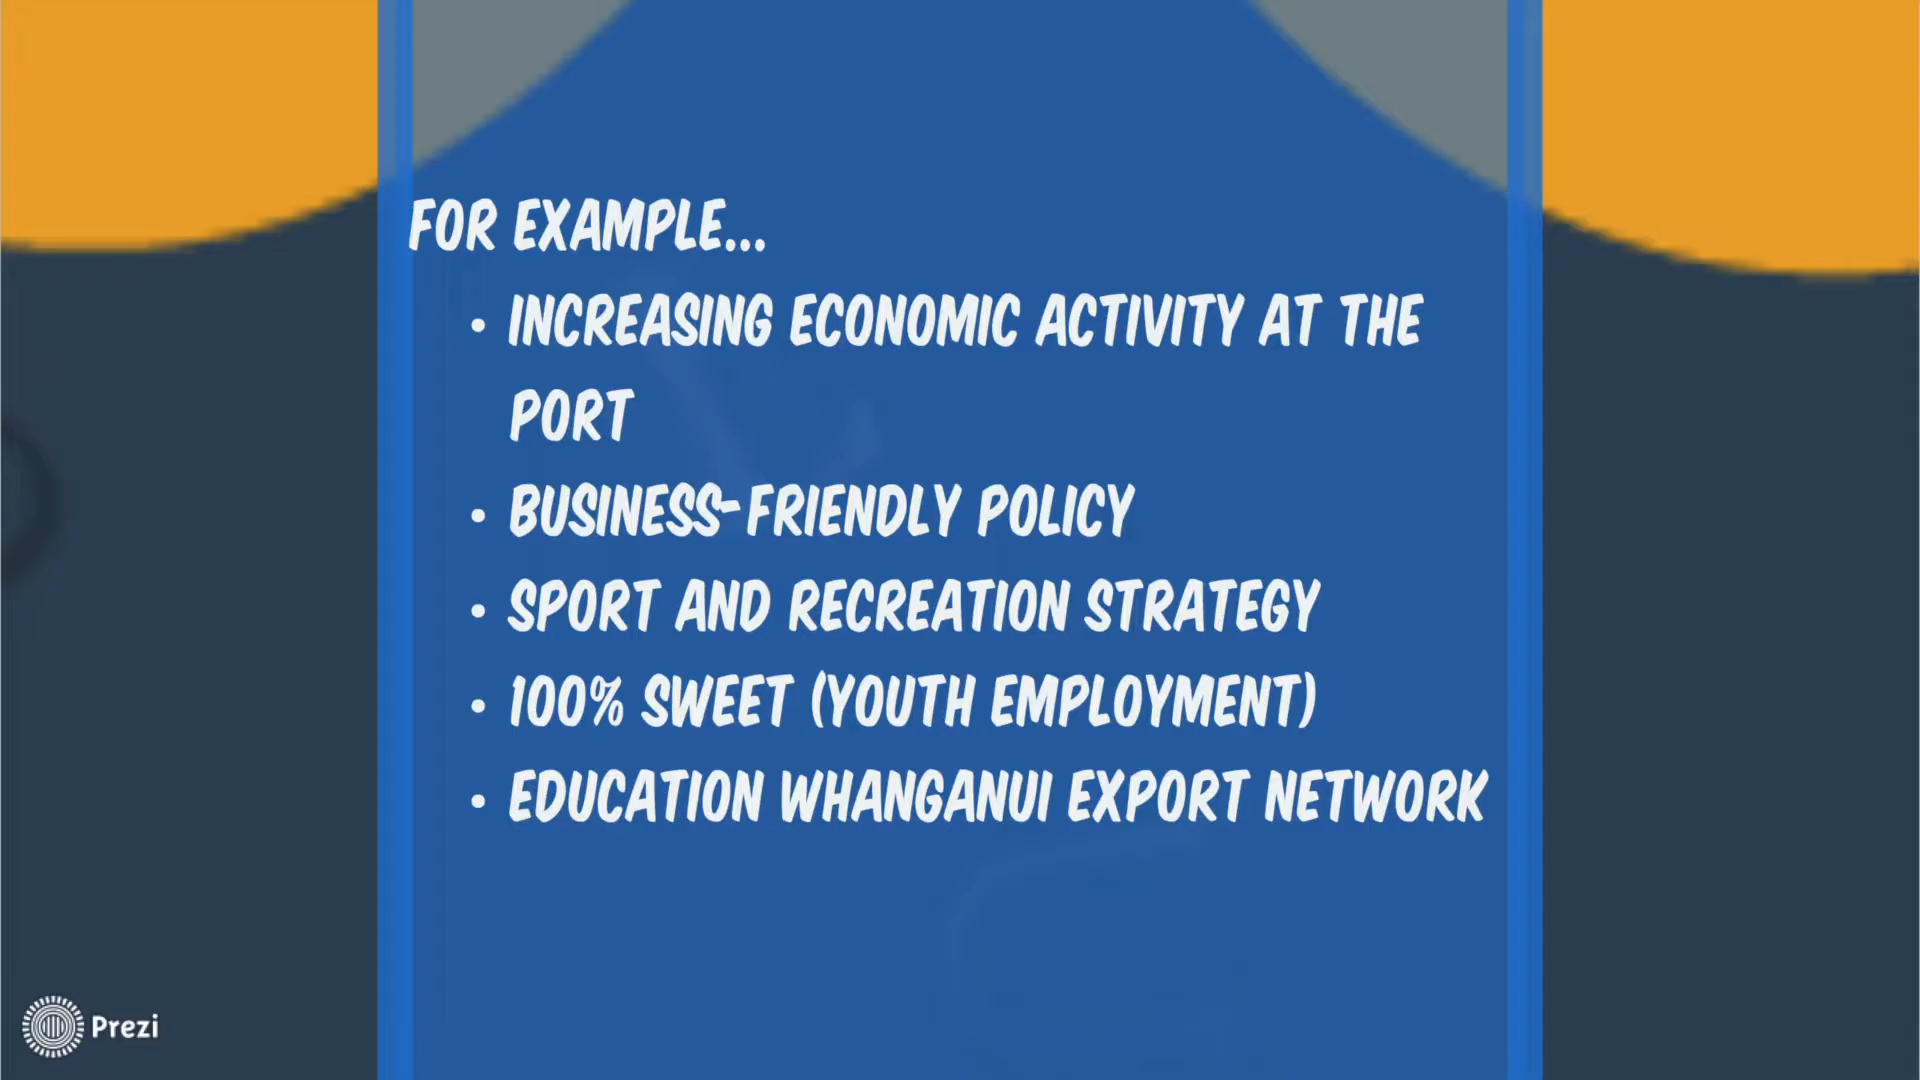 FOR EXAMPLE...
• INCREASING ECONOMIC ACTIVITY AT THE
PORT
• BUSINESS-FRIENDLY POLICY
• SPORT AND RECREATION STRATEGY
• 100% SWEET (YOUTH EMPLOYMENT)
• EDUCATION WHANGANUI EXPORT NETWORK
Prezi